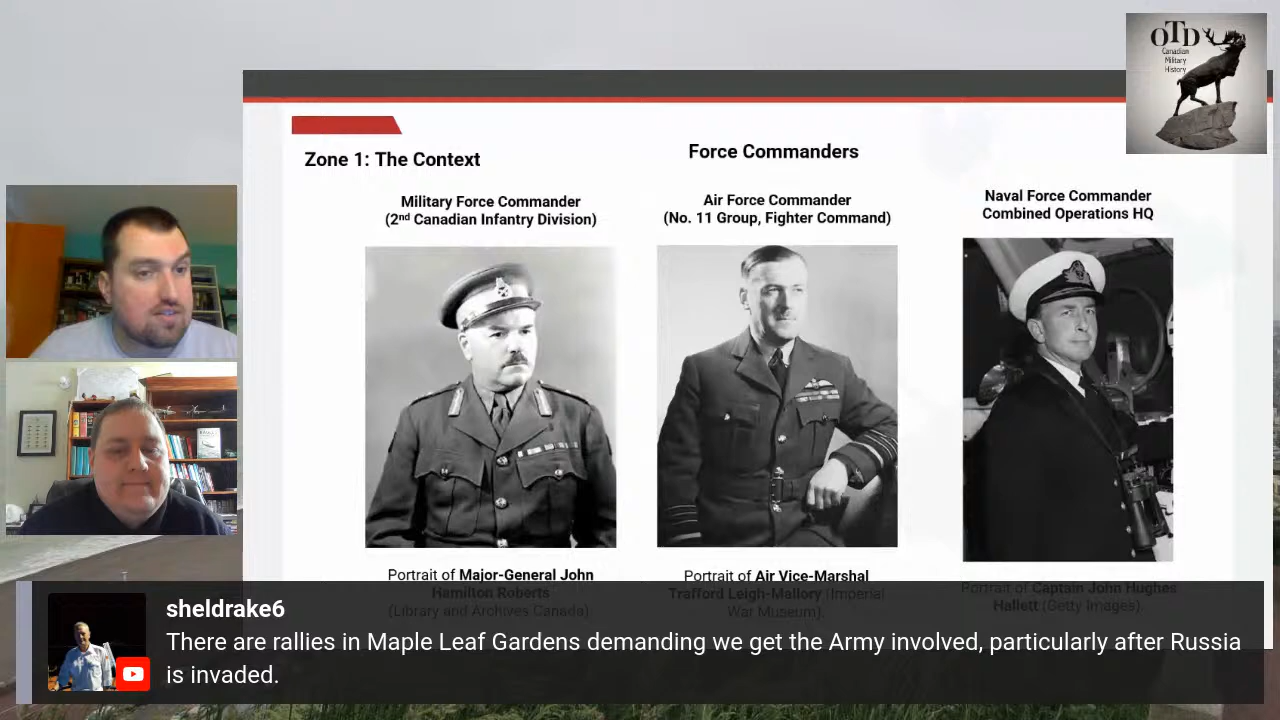 OTD
Canadian
Military
History
Zone 1: The Context
Force Commanders
Military Force Commander
(2nd Canadian Infantry Division)
Air Force Commander
(No. 11 Group, Fighter Command)
Naval Force Commander
Combined Operations HQ
Portrait of Major-General John
Hamilton Roberts
(Library and Archives Canada).
Portrait of Air Vice-Marshal
Trafford Leigh-Mallory (Imperial
War Museum).
Portrait of Captain John Hughes
Hallett (Getty Images).
sheldrake6
There are rallies in Maple Leaf Gardens demanding we get the Army involved, particularly after Russia
is invaded.